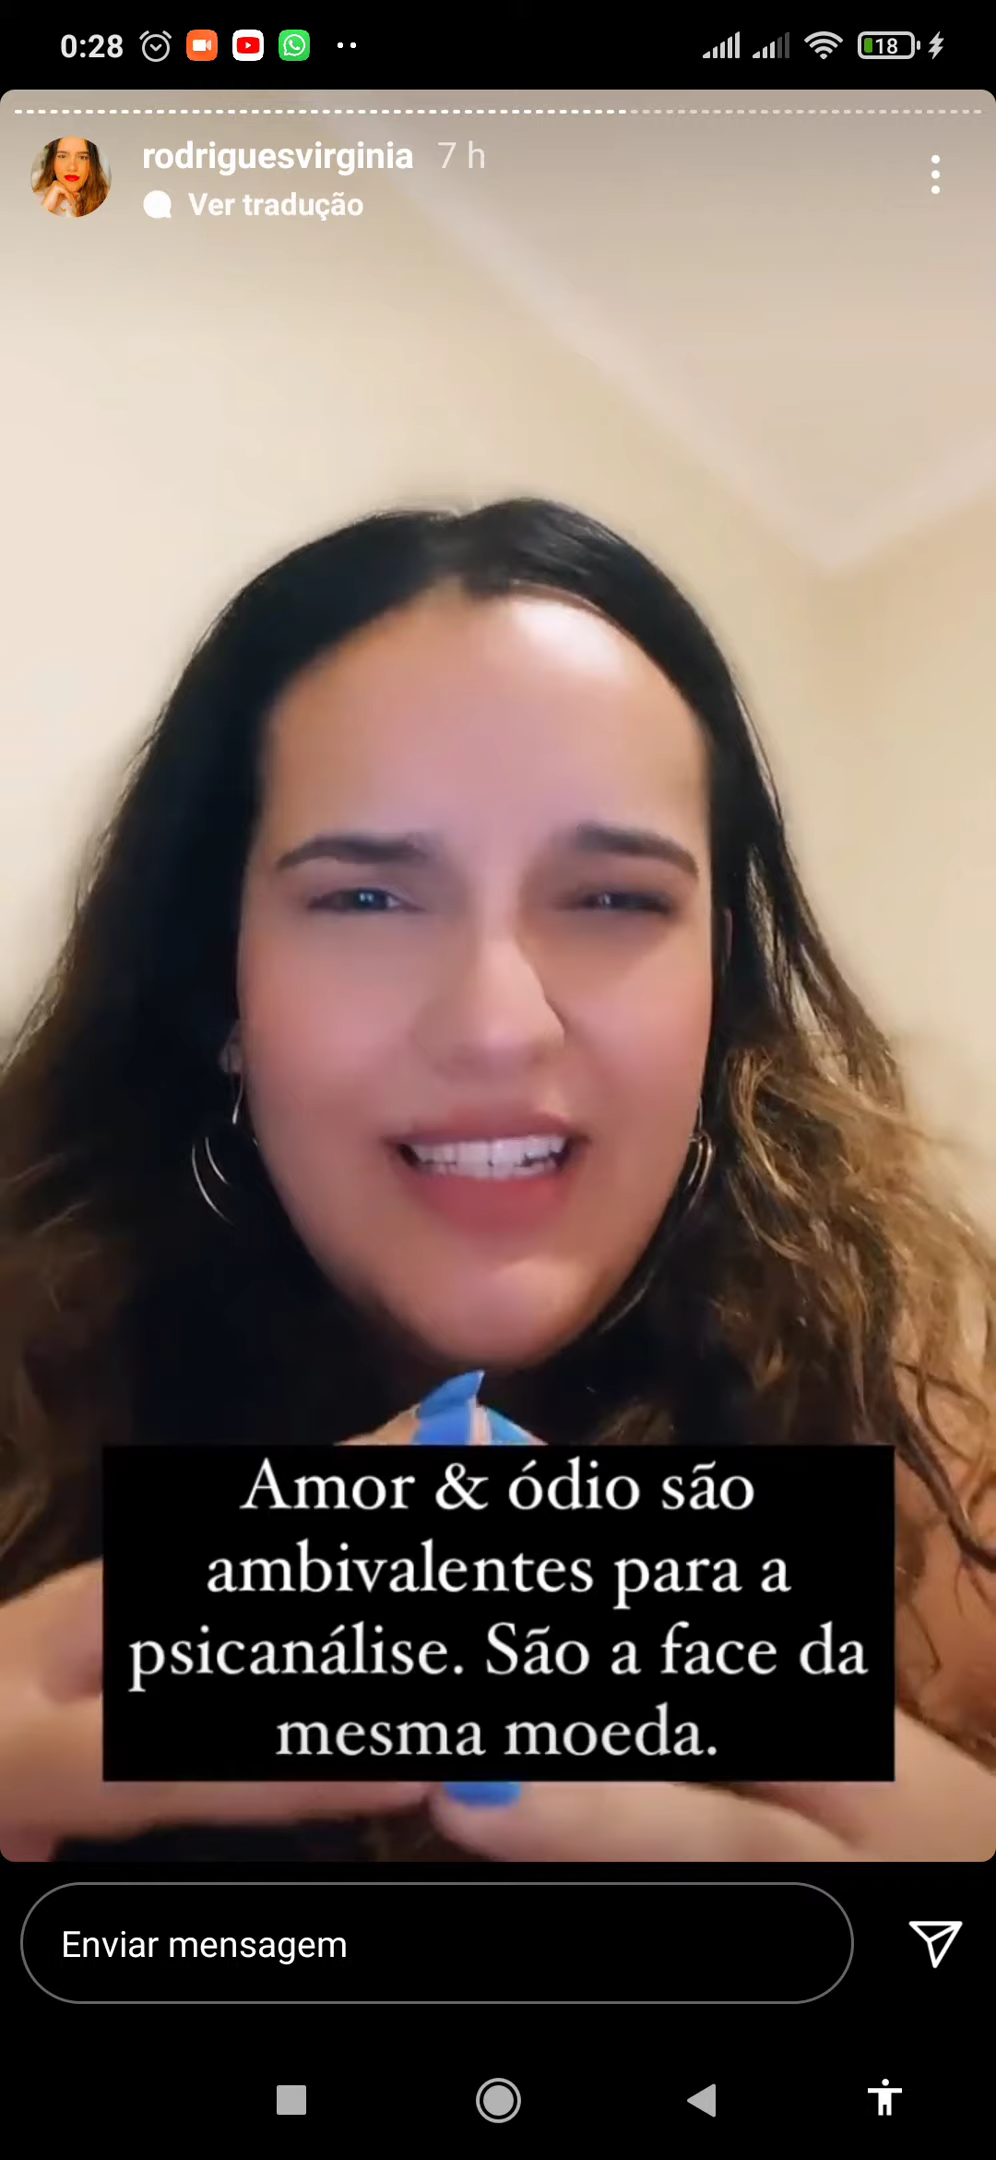 0:28 18
rodriguesvirginia 7 h
Ver tradução
Amor & ódio são
ambivalentes para a
psicanálise. São a face da
mesma moeda.
Enviar mensagem